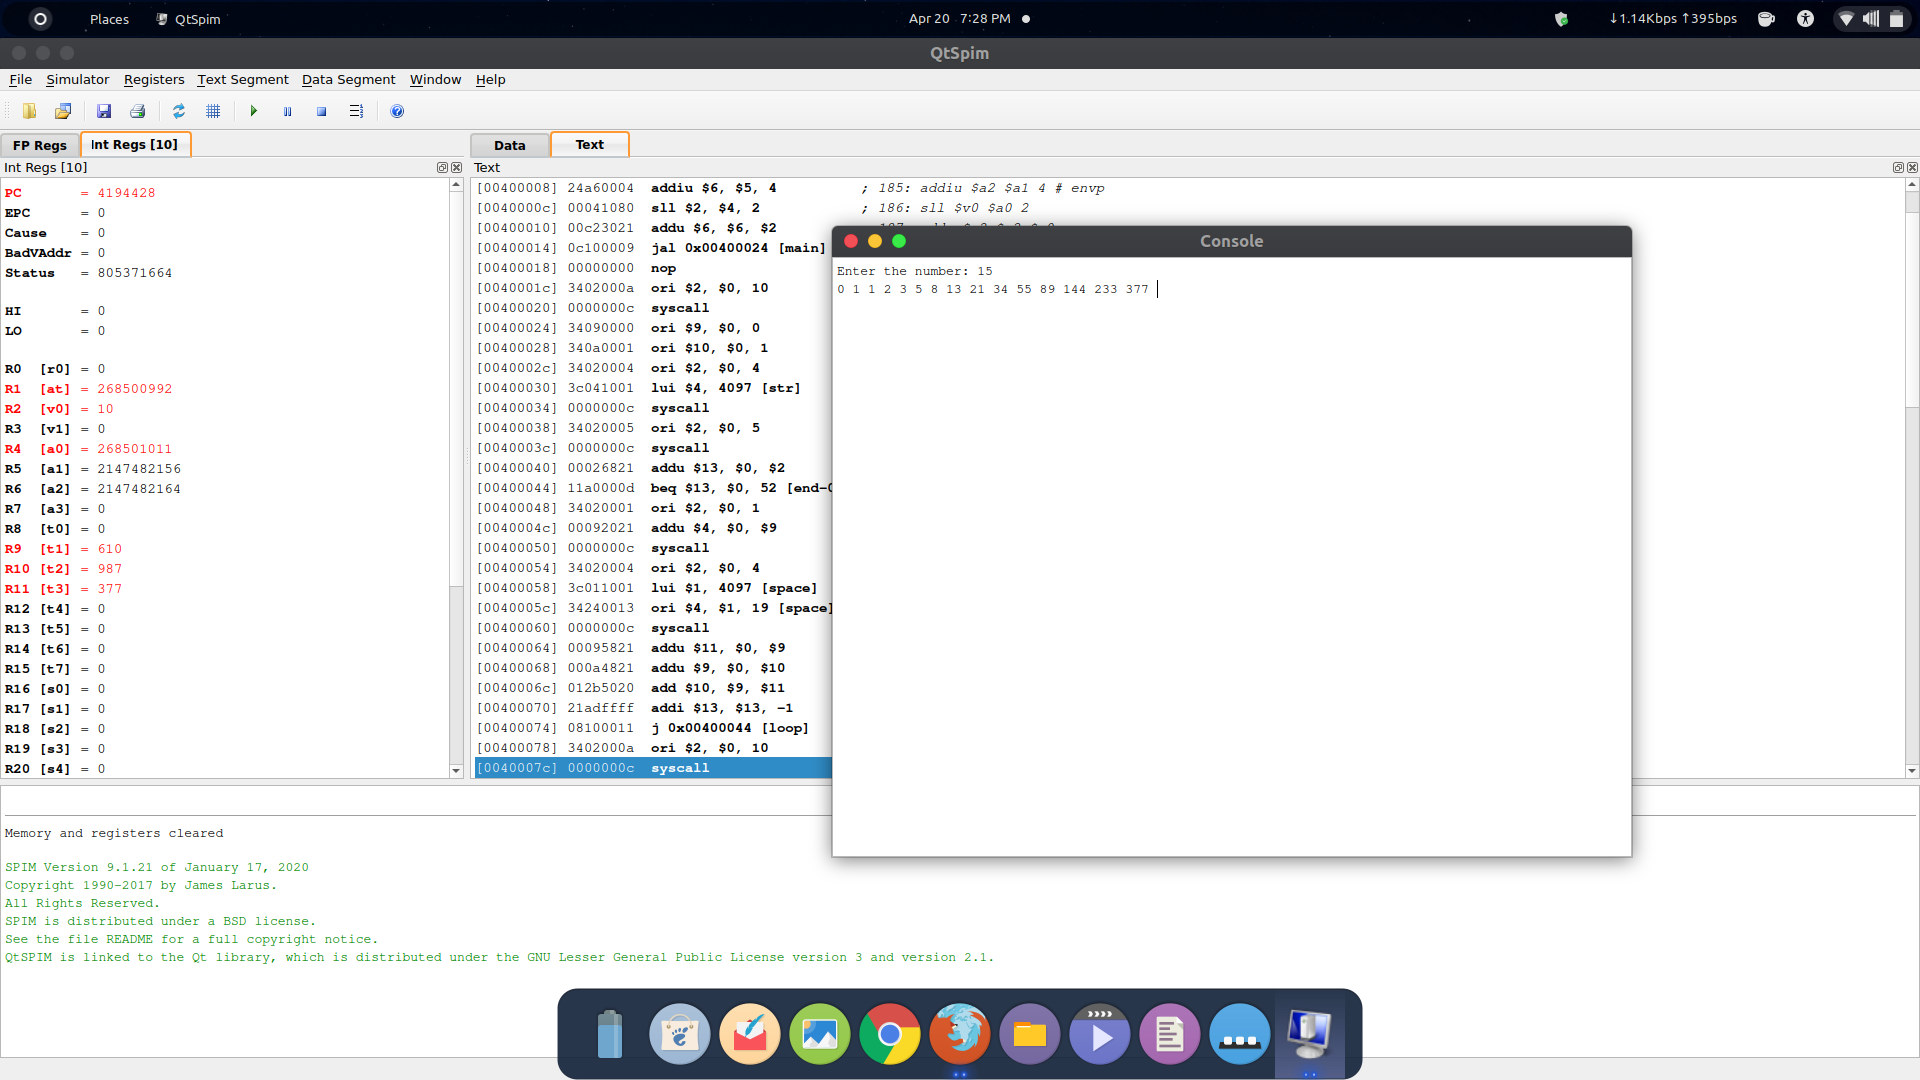 Places QtSpim Apr 20 7:28 PM ↓1.14Kbps ↑395bps
QtSpim
File Simulator Registers Text Segment Data Segment Window Help
FP Regs Int Regs [10]
Int Regs [10]
PC = 4194428
EPC = 0
Cause = 0
BadVAddr = 0
Status = 805371664
HI = 0
LO = 0
R0 [r0] = 0
R1 [at] = 268500992
R2 [v0] = 10
R3 [v1] = 0
R4 [a0] = 268501011
R5 [a1] = 2147482156
R6 [a2] = 2147482164
R7 [a3] = 0
R8 [t0] = 0
R9 [t1] = 610
R10 [t2] = 987
R11 [t3] = 377
R12 [t4] = 0
R13 [t5] = 0
R14 [t6] = 0
R15 [t7] = 0
R16 [s0] = 0
R17 [s1] = 0
R18 [s2] = 0
R19 [s3] = 0
R20 [s4] = 0
Data Text
Text
[00400008] 24a60004 addiu $6, $5, 4 ; 185: addiu $a2 $a1 4 # envp
[0040000c] 00041080 sll $2, $4, 2 ; 186: sll $v0 $a0 2
[00400010] 00c23021 addu $6, $6, $2
[00400014] 0c100009 jal 0x00400024 [main]
[00400018] 00000000 nop
[0040001c] 3402000a ori $2, $0, 10
[00400020] 0000000c syscall
[00400024] 34090000 ori $9, $0, 0
[00400028] 340a0001 ori $10, $0, 1
[0040002c] 34020004 ori $2, $0, 4
[00400030] 3c041001 lui $4, 4097 [str]
[00400034] 0000000c syscall
[00400038] 34020005 ori $2, $0, 5
[0040003c] 0000000c syscall
[00400040] 00026821 addu $13, $0, $2
[00400044] 11a0000d beq $13, $0, 52 [end-0
[00400048] 34020001 ori $2, $0, 1
[0040004c] 00092021 addu $4, $0, $9
[00400050] 0000000c syscall
[00400054] 34020004 ori $2, $0, 4
[00400058] 3c011001 lui $1, 4097 [space]
[0040005c] 34240013 ori $4, $1, 19 [space]
[00400060] 0000000c syscall
[00400064] 00095821 addu $11, $0, $9
[00400068] 000a4821 addu $9, $0, $10
[0040006c] 012b5020 add $10, $9, $11
[00400070] 21adffff addi $13, $13, -1
[00400074] 08100011 j 0x00400044 [loop]
[00400078] 3402000a ori $2, $0, 10
[0040007c] 0000000c syscall
Console
Enter the number: 15
0 1 1 2 3 5 8 13 21 34 55 89 144 233 377
Memory and registers cleared
SPIM Version 9.1.21 of January 17, 2020
Copyright 1990-2017 by James Larus.
All Rights Reserved.
SPIM is distributed under a BSD license.
See the file README for a full copyright notice.
QtSPIM is linked to the Qt library, which is distributed under the GNU Lesser General Public License version 3 and version 2.1.